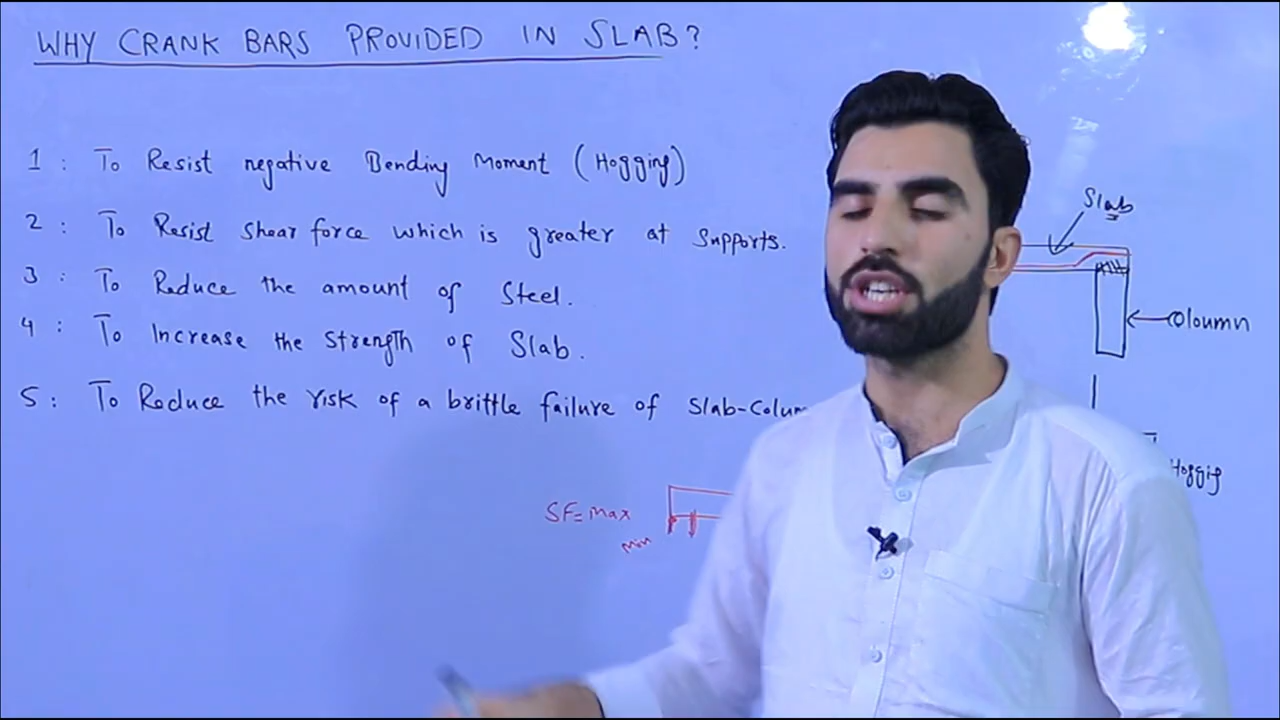 WHY CRANK BARS PROVIDED IN SLAB?
1 : To Resist negative Bending Moment (Hogging)
2 : To Resist shear force which is greater at supports.
3 : To Reduce the amount of Steel.
4 : To Increase the strength of Slab.
5 : To Reduce the risk of a brittle failure of Slab-Colum
Slab
Coloumn
Hoggig
SF=max
min